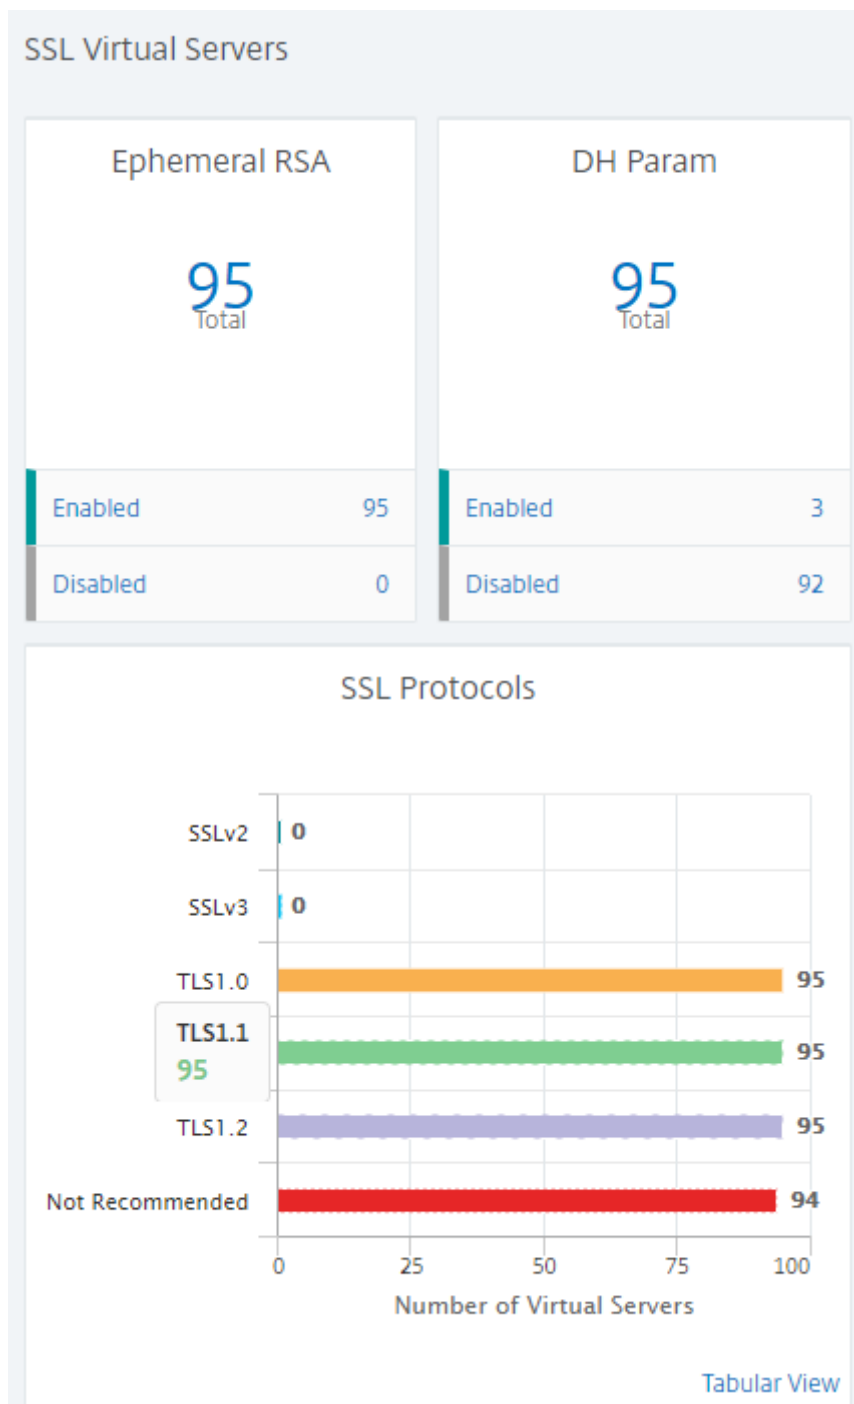 SSL Virtual Servers
Ephemeral RSA
95
Total
Enabled 95
Disabled 0
DH Param
95
Total
Enabled 3
Disabled 92
SSL Protocols
SSLv2 0
SSLv3 0
TLS1.0 95
TLS1.1
95
95
TLS1.2 95
Not Recommended 94
0 25 50 75 100
Number of Virtual Servers
Tabular View